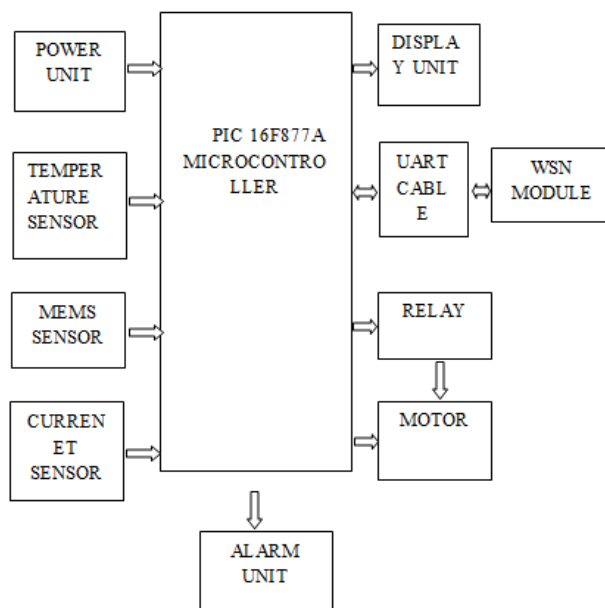 POWER
UNIT
TEMPER
ATURE
SENSOR
MEMS
SENSOR
CURREN
ET
SENSOR
PIC 16F877A
MICROCONTRO
LLER
DISPLA
Y UNIT
UART
CABL
E
WSN
MODULE
RELAY
MOTOR
ALARM
UNIT